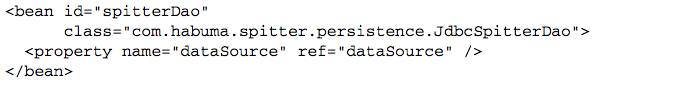 <bean id="spitterDao"
class="com.habuma.spitter.persistence.JdbcSpitterDao">
<property name="dataSource" ref="dataSource" />
</bean>